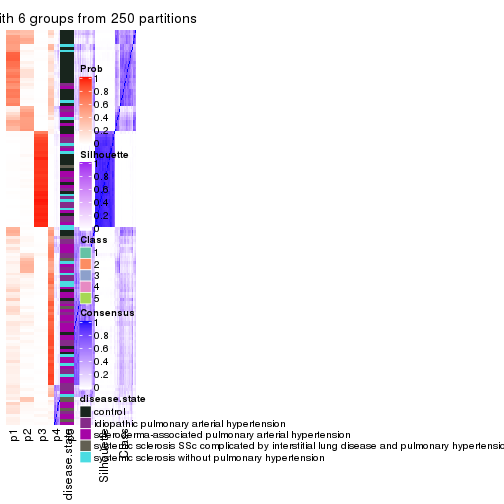 ith 6 groups from 250 partitions
Prob
1
0.8
0.6
0.4
0.2
0
Silhouette
1
0.8
0.6
0.4
0.2
0
Class
1
2
3
4
5
Consensus
1
0.8
0.6
0.4
0.2
0
disease.state
control
idiopathic pulmonary arterial hypertension
scleroderma-associated pulmonary arterial hypertension
systemic sclerosis SSc complicated by interstitial lung disease and pulmonary hypertensio
systemic sclerosis without pulmonary hypertension
p1
p2
p3
p4
disease.state
Silhouette
Class